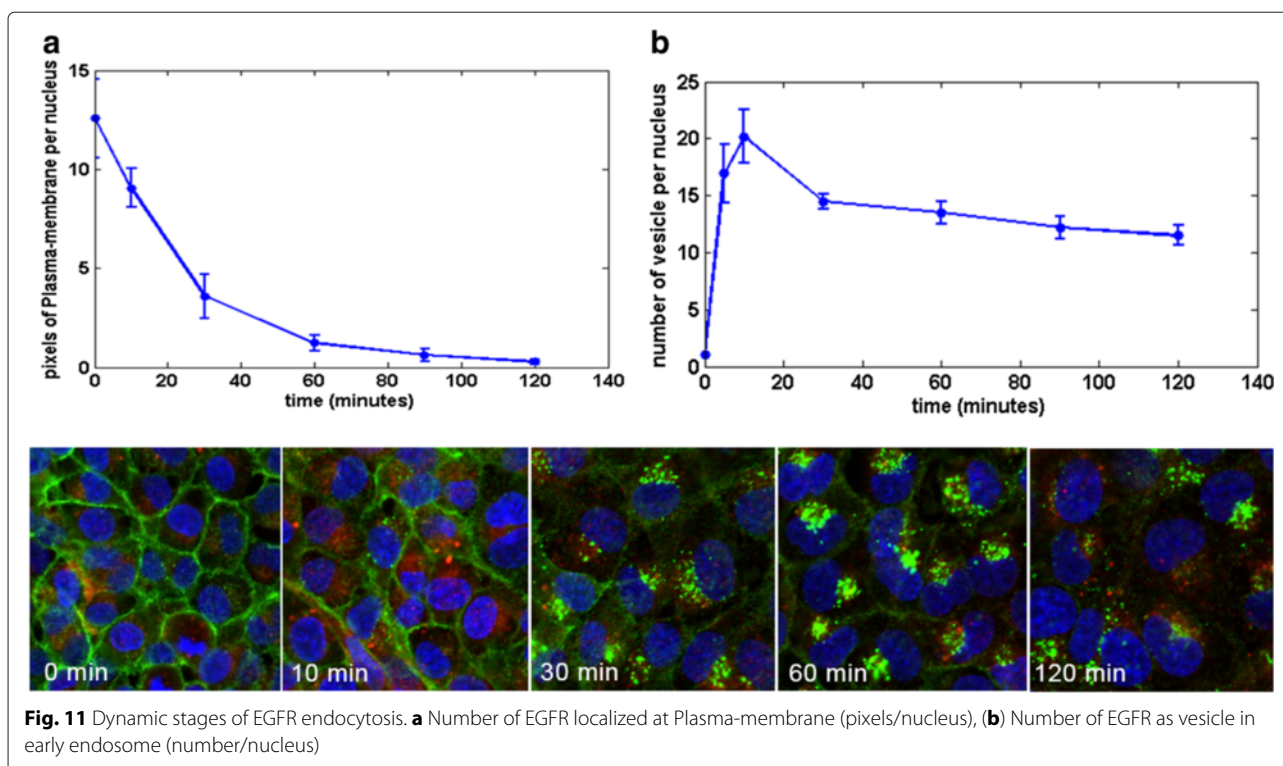 a
15
10
5
0
0 20 40 60 80 100 120 140
time (minutes)
pixels of Plasma-membrane per nucleus
b
25
20
15
10
5
0
0 20 40 60 80 100 120 140
time (minutes)
number of vesicle per nucleus
0 min
10 min
30 min
60 min
120 min
Fig. 11 Dynamic stages of EGFR endocytosis. a Number of EGFR localized at Plasma-membrane (pixels/nucleus), (b) Number of EGFR as vesicle in
early endosome (number/nucleus)